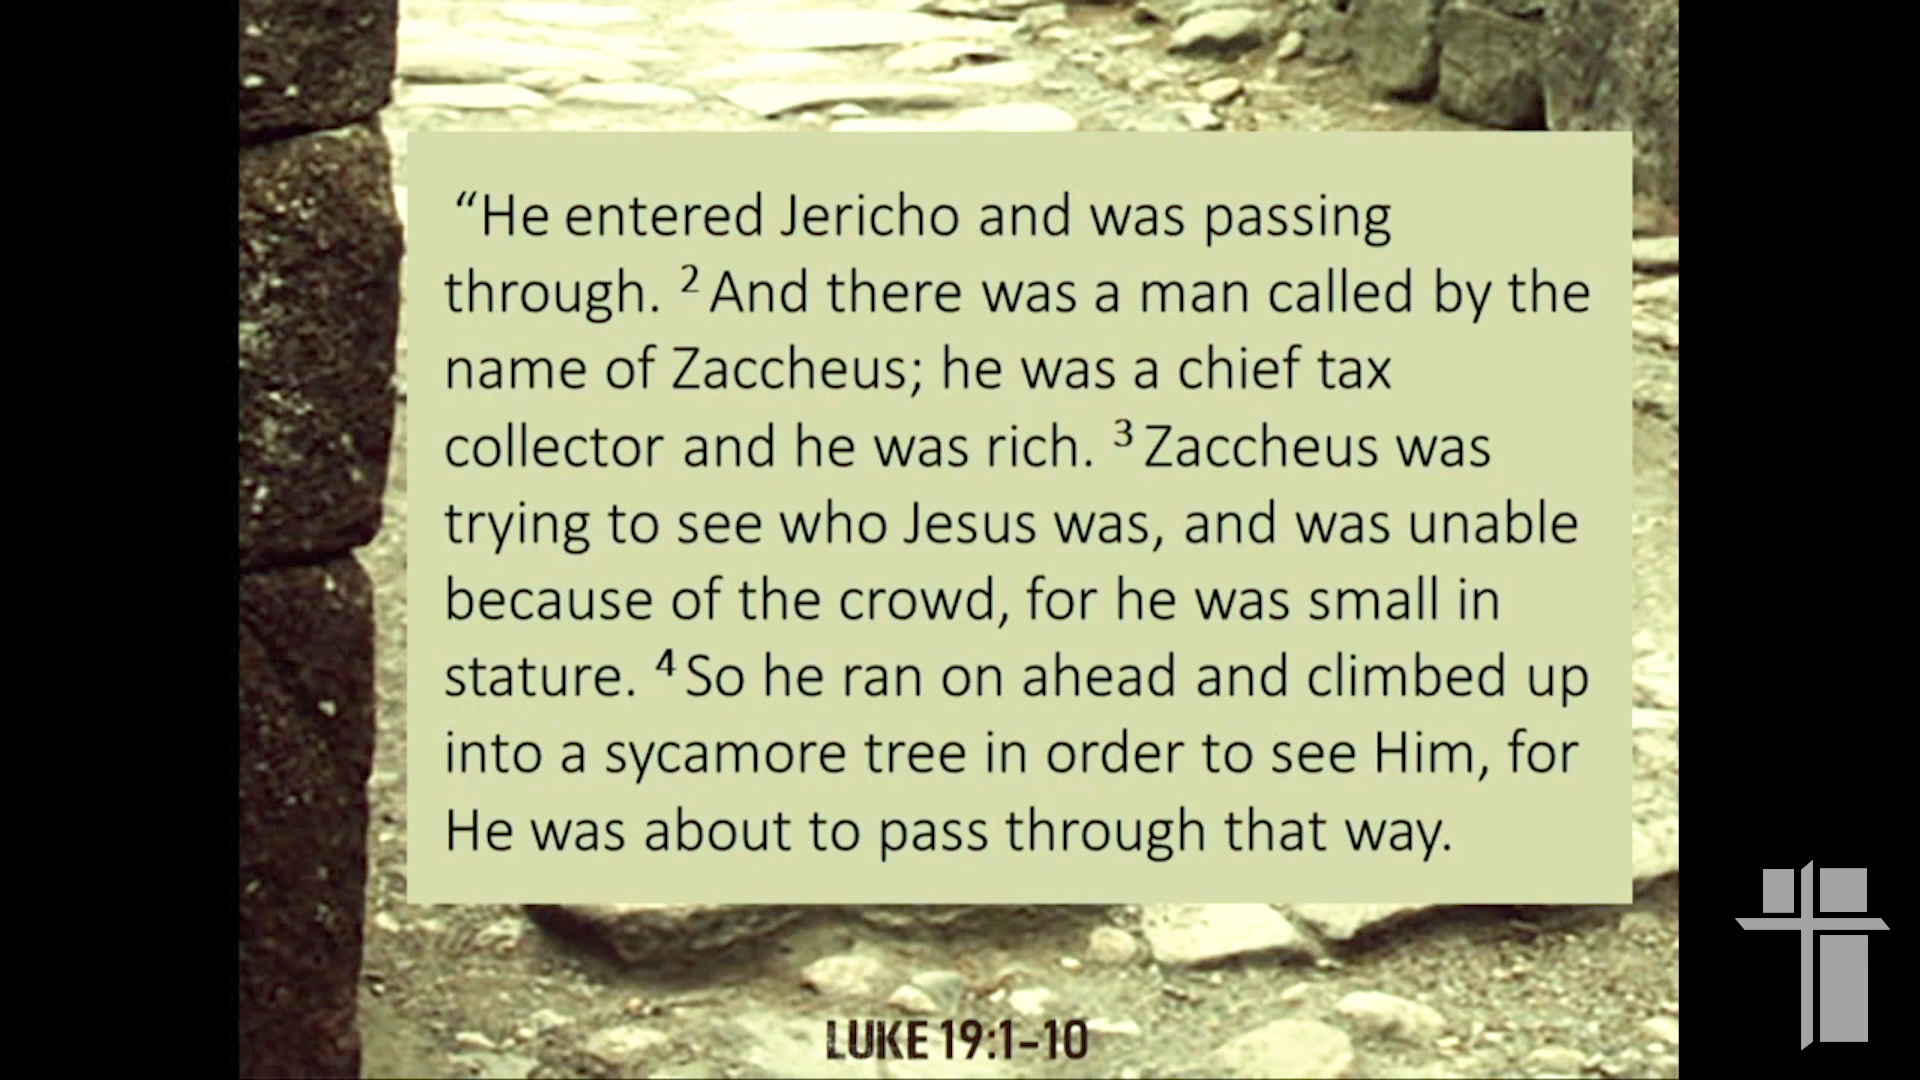 “He entered Jericho and was passing
through. ² And there was a man called by the
name of Zaccheus; he was a chief tax
collector and he was rich. ³ Zaccheus was
trying to see who Jesus was, and was unable
because of the crowd, for he was small in
stature. ⁴ So he ran on ahead and climbed up
into a sycamore tree in order to see Him, for
He was about to pass through that way.
LUKE 19:1-10